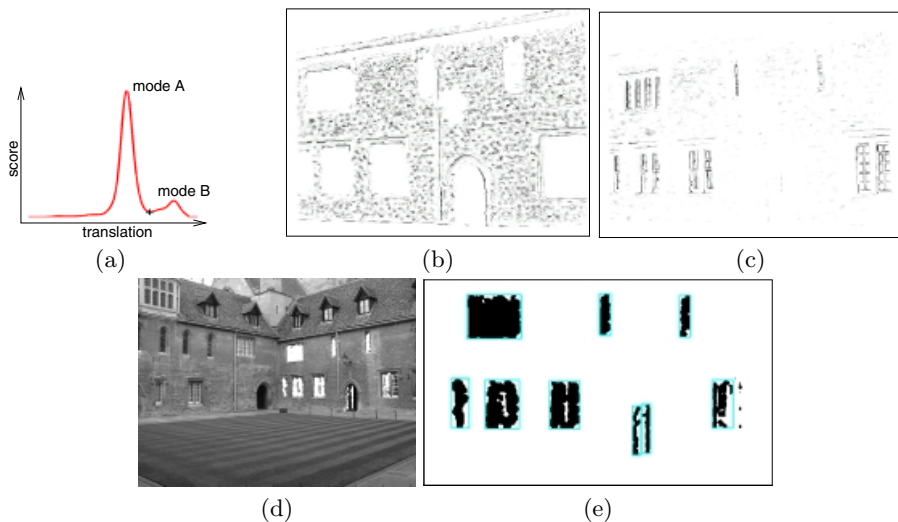 mode A
score
mode B
translation
(a)
(b)
(c)
(d)
(e)